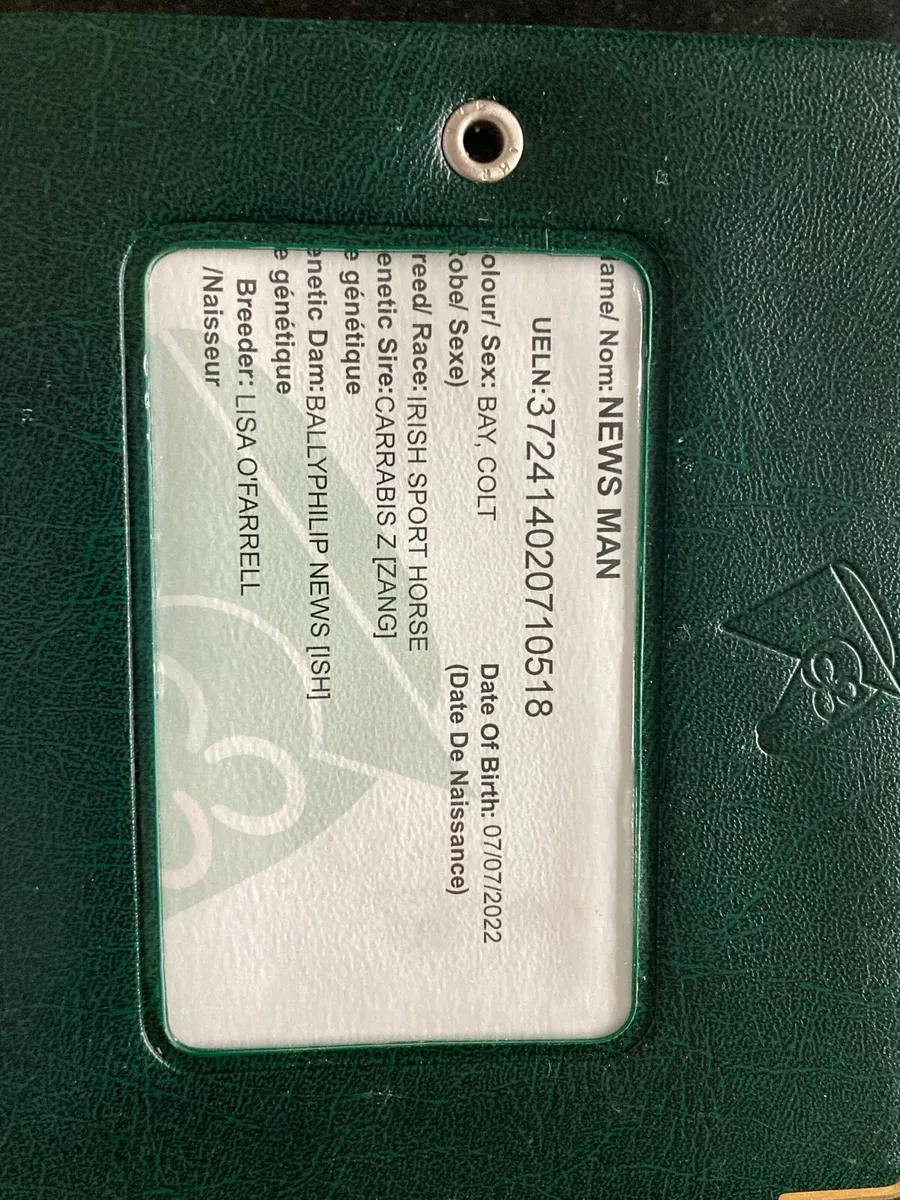 ame/ Nom: NEWS MAN
UELN:372414020710518
olour/ Sex: BAY, COLT Date Of Birth: 07/07/2022
Robe/ Sexe) (Date De Naissance)
reed/ Race: IRISH SPORT HORSE
enetic Sire:CARRABIS Z [ZANG]
e génétique
enetic Dam:BALLYPHILIP NEWS [ISH]
e génétique
Breeder: LISA O'FARRELL
/Naisseur